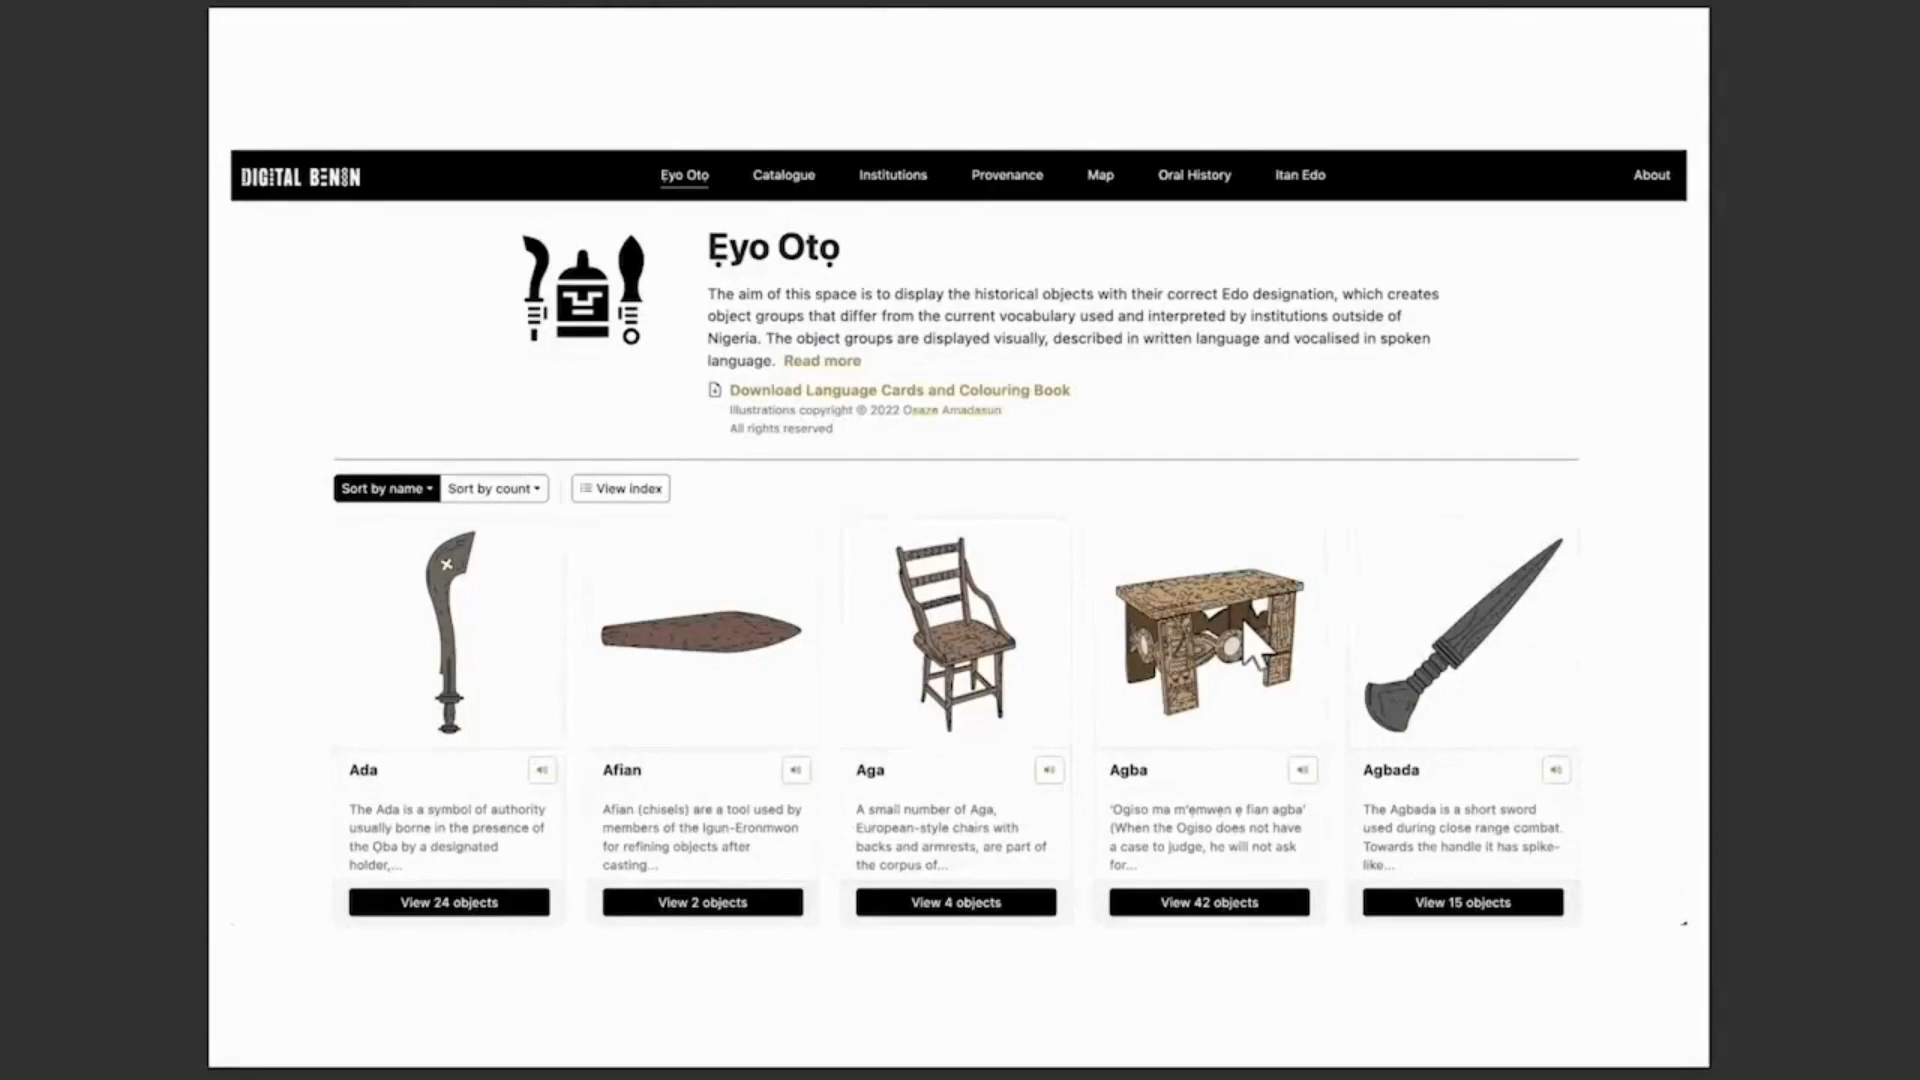 DIGITAL BENIN
Ẹyo Otọ
Catalogue
Institutions
Provenance
Map
Oral History
Itan Edo
About
Ẹyo Otọ
The aim of this space is to display the historical objects with their correct Edo designation, which creates
object groups that differ from the current vocabulary used and interpreted by institutions outside of
Nigeria. The object groups are displayed visually, described in written language and vocalised in spoken
language. Read more
Download Language Cards and Colouring Book
Illustrations copyright © 2022 Osaze Amadasun
All rights reserved
Sort by name
Sort by count
View index
Ada
The Ada is a symbol of authority
usually borne in the presence of
the Ọba by a designated
holder,...
View 24 objects
Afian
Afian (chisels) are a tool used by
members of the Igun-Eronmwon
for refining objects after
casting...
View 2 objects
Aga
A small number of Aga,
European-style chairs with
backs and armrests, are part of
the corpus of...
View 4 objects
Agba
'Ogiso ma m'ẹmwẹn ẹ fian agba'
(When the Ogiso does not have
a case to judge, he will not ask
for...
View 42 objects
Agbada
The Agbada is a short sword
used during close range combat.
Towards the handle it has spike-
like...
View 15 objects